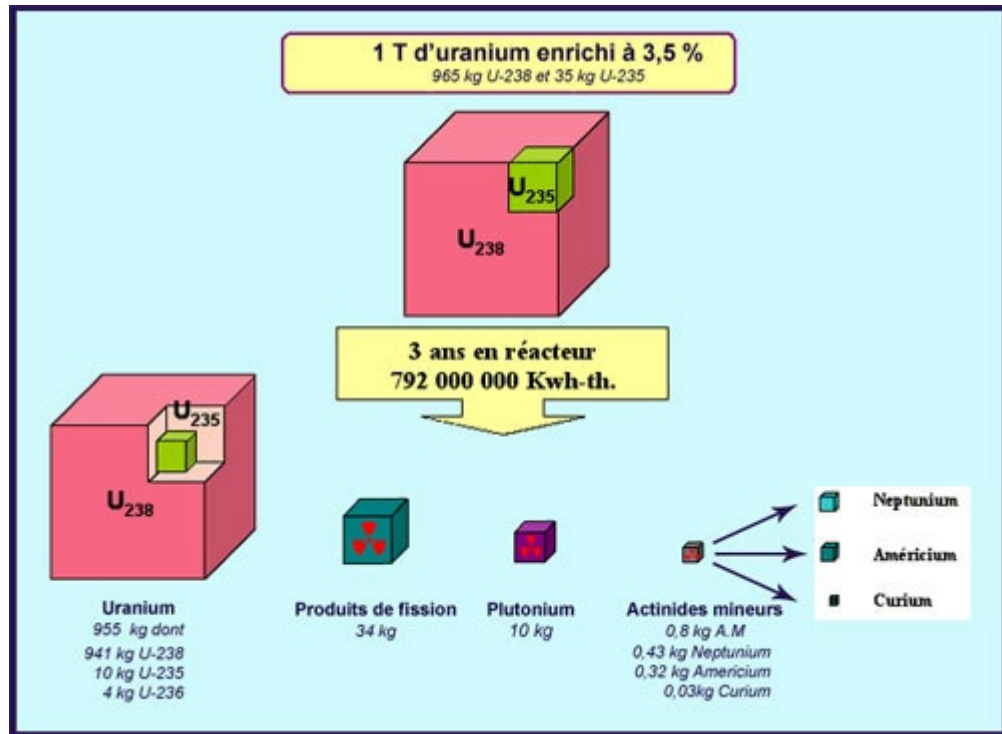 1 T d'uranium enrichi à 3,5 %
965 kg U-238 et 35 kg U-235
U235
U238
3 ans en réacteur
792 000 000 Kwh-th.
U235
U238
Neptunium
Américium
Curium
Uranium
955 kg dont
941 kg U-238
10 kg U-235
4 kg U-236
Produits de fission
34 kg
Plutonium
10 kg
Actinides mineurs
0,8 kg A.M
0,43 kg Neptunium
0,32 kg Americium
0,03kg Curium